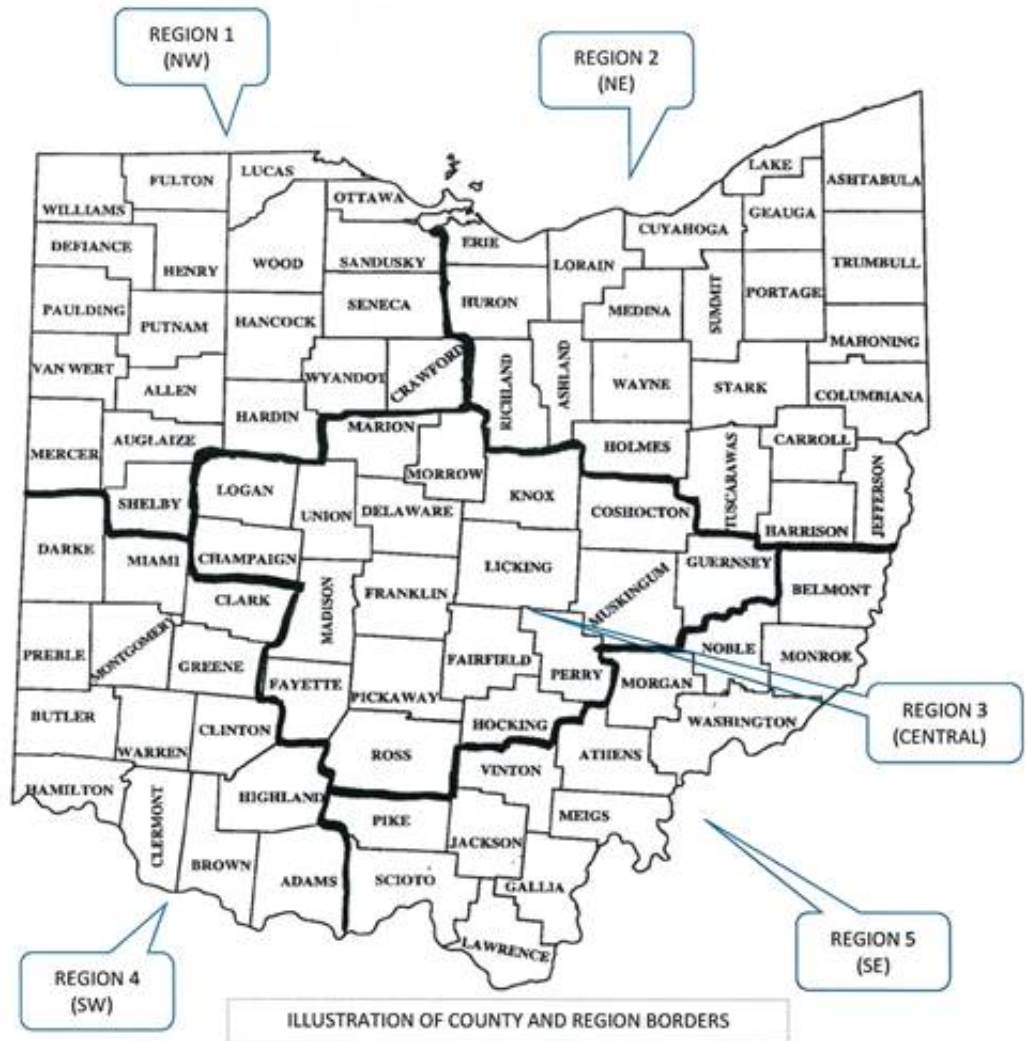 REGION 1
(NW)
REGION 2
(NE)
LAKE
ASHTABULA
LUCAS
FULTON
OTTAWA
WILLIAMS
GEAUGA
CUYAHOGA
DEFIANCE
ERIE
WOOD
SANDUSKY
LORAIN
TRUMBULL
HENRY
PORTAGE
SUMMIT
PAULDING
SENECA
HURON
MEDINA
HANCOCK
PUTNAM
MAHONING
VAN WERT
WYANDOT
CRAWFORD
RICHLAND
ASHLAND
WAYNE
STARK
ALLEN
COLUMBIANA
HARDIN
MARION
AUGLAIZE
HOLMES
CARROLL
MERCER
TUSCARAWAS
JEFFERSON
MORROW
LOGAN
KNOX
SHELBY
UNION
DELAWARE
COSHOCTON
HARRISON
DARKE
MIAMI
CHAMPAIGN
LICKING
GUERNSEY
BELMONT
CLARK
MADISON
FRANKLIN
MUSKINGUM
PREBLE
MONTGOMERY
GREENE
FAIRFIELD
NOBLE
MONROE
FAYETTE
PERRY
MORGAN
PICKAWAY
BUTLER
HOCKING
WASHINGTON
REGION 3
(CENTRAL)
CLINTON
WARREN
ROSS
ATHENS
VINTON
HAMILTON
HIGHLAND
CLERMONT
PIKE
MEIGS
JACKSON
BROWN
ADAMS
SCIOTO
GALLIA
LAWRENCE
REGION 5
(SE)
REGION 4
(SW)
ILLUSTRATION OF COUNTY AND REGION BORDERS